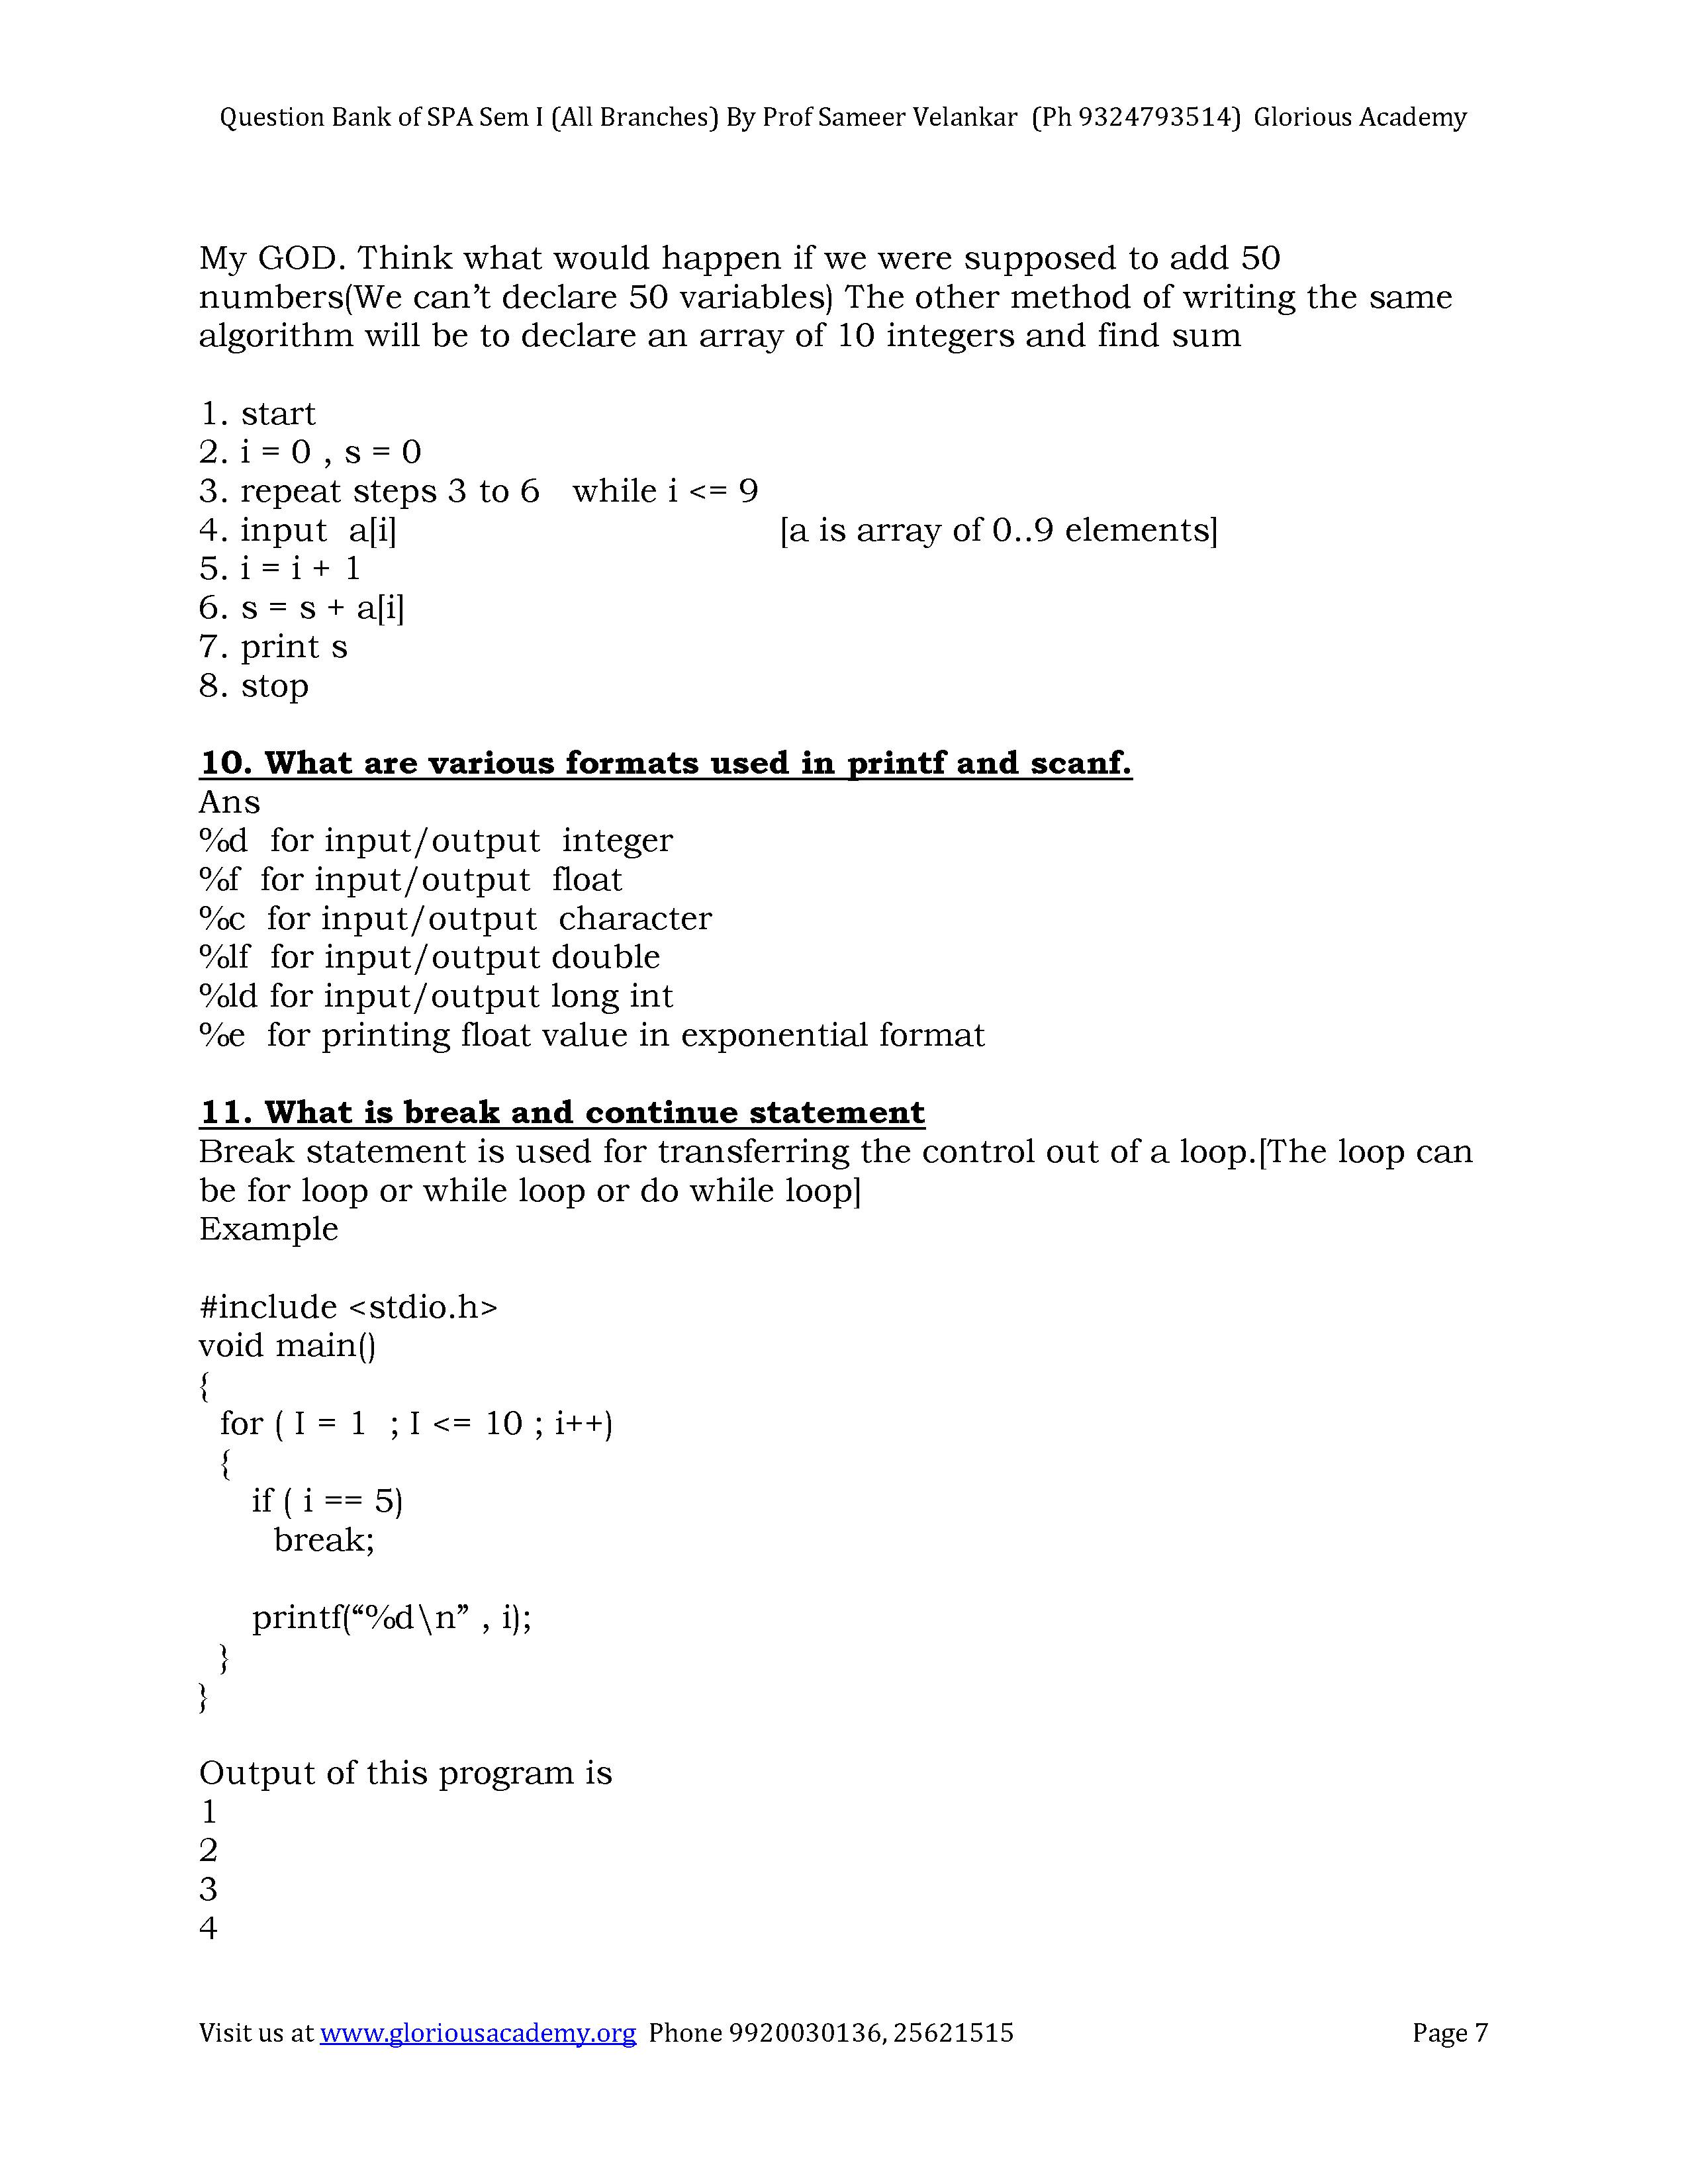 Question Bank of SPA Sem I (All Branches) By Prof Sameer Velankar  (Ph 9324793514)  Glorious Academy
My GOD. Think what would happen if we were supposed to add 50
numbers(We can’t declare 50 variables) The other method of writing the same
algorithm will be to declare an array of 10 integers and find sum
1. start
2. i = 0 , s = 0
3. repeat steps 3 to 6   while i <= 9
4. input  a[i]                                    [a is array of 0..9 elements]
5. i = i + 1
6. s = s + a[i]
7. print s
8. stop
10. What are various formats used in printf and scanf.
Ans
%d  for input/output  integer
%f  for input/output  float
%c  for input/output  character
%lf  for input/output double
%ld for input/output long int
%e  for printing float value in exponential format
11. What is break and continue statement
Break statement is used for transferring the control out of a loop.[The loop can
be for loop or while loop or do while loop]
Example
#include <stdio.h>
void main()
{
  for ( I = 1  ; I <= 10 ; i++)
  {
     if ( i == 5)
       break;
     printf(“%d\n” , i);
  }
}
Output of this program is
1
2
3
4
Visit us at www.gloriousacademy.org  Phone 9920030136, 25621515                    Page 7